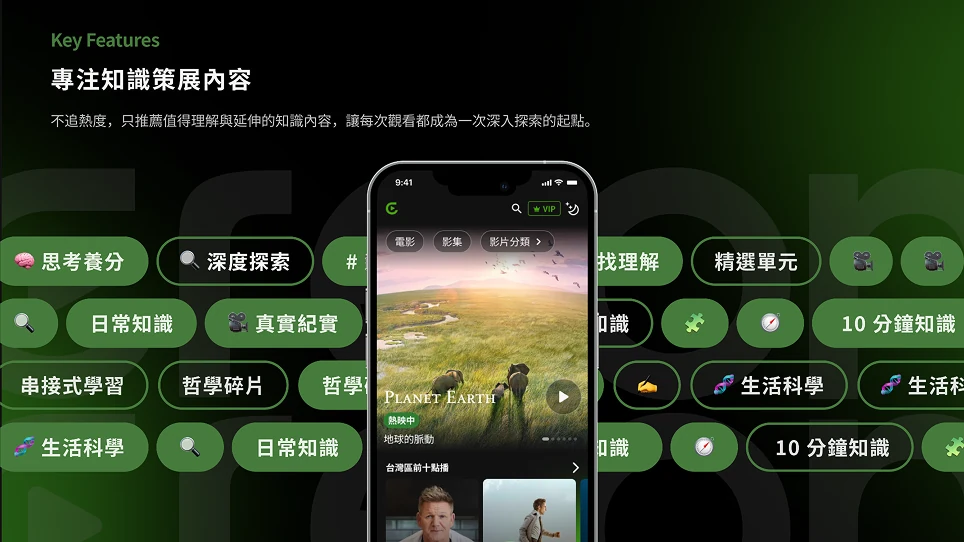 Key Features
專注知識策展內容
不追熱度，只推薦值得理解與延伸的知識內容，讓每次觀看都成為一次深入探索的起點。
9:41
VIP
電影
影集
影片分類
思考養分
深度探索
#
找理解
精選單元
日常知識
真實紀實
知識
10 分鐘知識
串接式學習
哲學碎片
哲學
生活科學
生活科
PLANET EARTH
熱映中
地球的脈動
生活科學
日常知識
知識
10 分鐘知識
台灣區前十點播